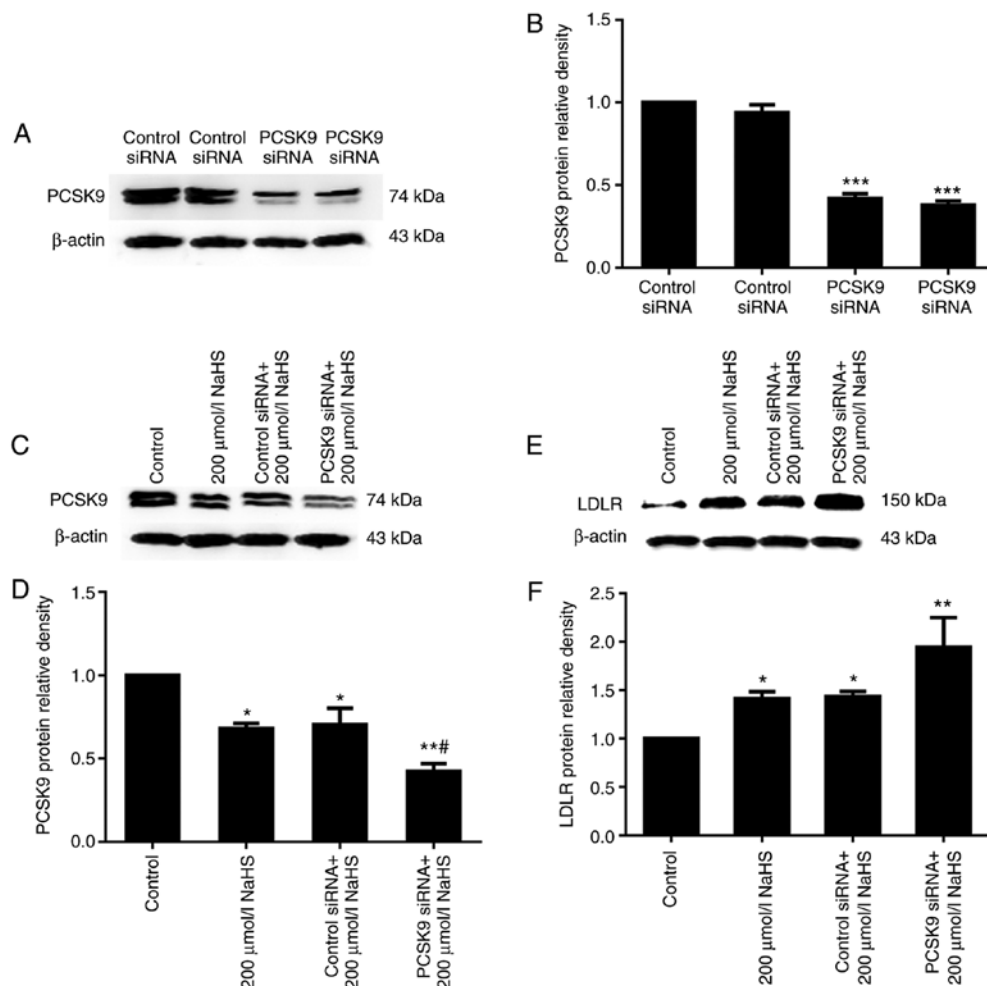 A
Control siRNA
Control siRNA
PCSK9 siRNA
PCSK9 siRNA
PCSK9
74 kDa
β-actin
43 kDa
B
PCSK9 protein relative density
1.5
1.0
0.5
0.0
***
***
Control siRNA
Control siRNA
PCSK9 siRNA
PCSK9 siRNA
C
Control
200 μmol/l NaHS
Control siRNA+
200 μmol/l NaHS
PCSK9 siRNA+
200 μmol/l NaHS
PCSK9
74 kDa
β-actin
43 kDa
E
Control
200 μmol/l NaHS
Control siRNA+
200 μmol/l NaHS
PCSK9 siRNA+
200 μmol/l NaHS
LDLR
150 kDa
β-actin
43 kDa
D
PCSK9 protein relative density
1.5
1.0
0.5
0.0
*
*
**#
Control
200 μmol/l NaHS
Control siRNA+
200 μmol/l NaHS
PCSK9 siRNA+
200 μmol/l NaHS
F
LDLR protein relative density
2.5
2.0
1.5
1.0
0.5
0.0
*
*
**
Control
200 μmol/l NaHS
Control siRNA+
200 μmol/l NaHS
PCSK9 siRNA+
200 μmol/l NaHS